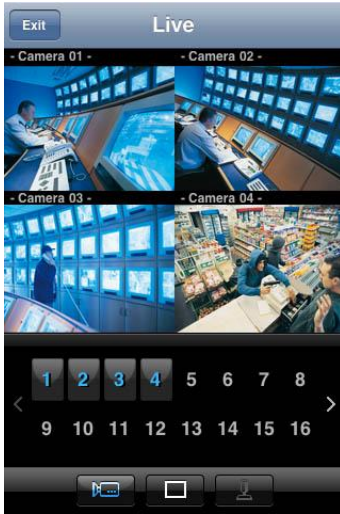 Exit
Live
- Camera 01 -
- Camera 02 -
- Camera 03 -
- Camera 04 -
1 2 3 4 5 6 7 8
9 10 11 12 13 14 15 16